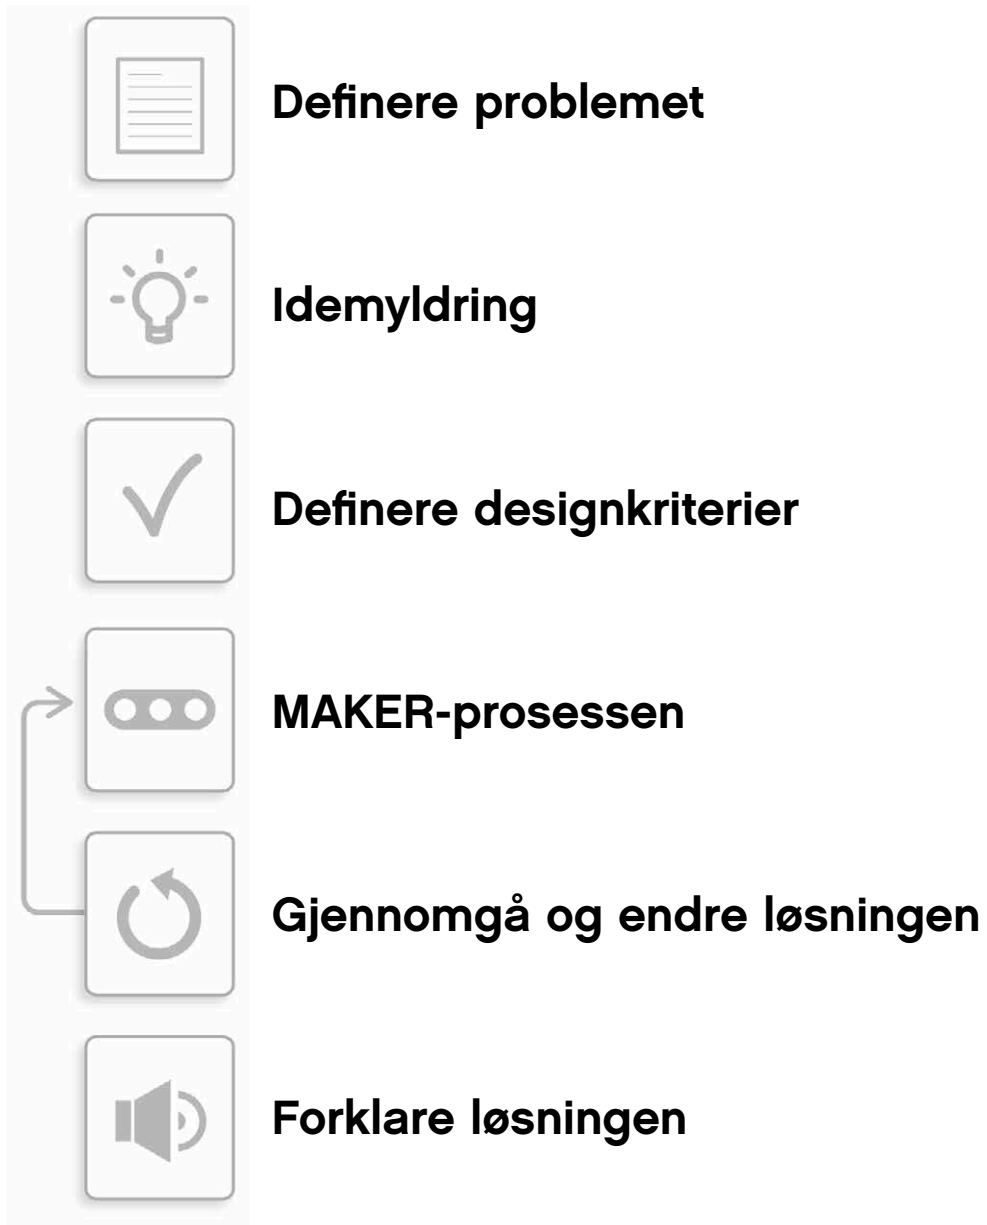 Definere problemet
Idemyldring
Definere designkriterier
MAKER-prosessen
Gjennomgå og endre løsningen
Forklare løsningen